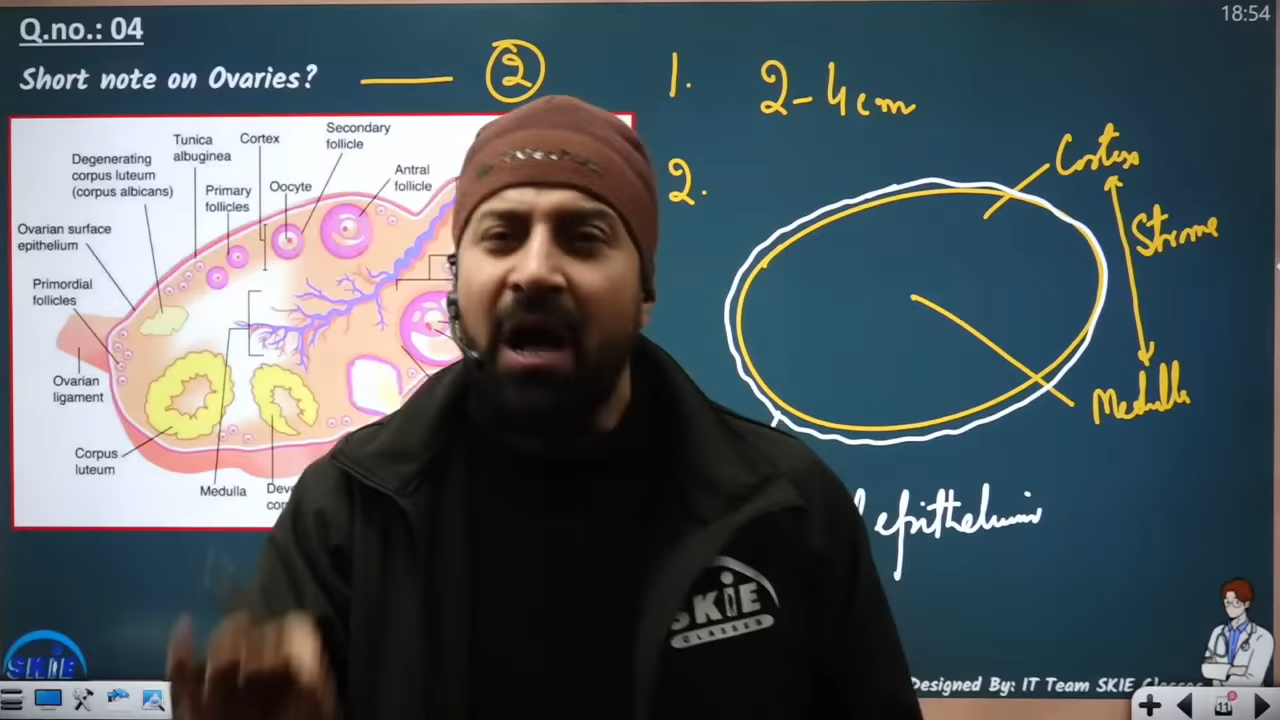 18:54
Q.no.: 04
Short note on Ovaries? — 2
1. 2-4cm
2.
Cortex
Stroma
Medulla
epithelium
Secondary
follicle
Tunica
albuginea
Cortex
Degenerating
corpus luteum
(corpus albicans)
Primary
follicles
Oocyte
Antral
follicle
Ovarian surface
epithelium
Primordial
follicles
Ovarian
ligament
Corpus
luteum
Medulla
SKIE
CLASSES
SKIE
Designed By: IT Team SKIE
11